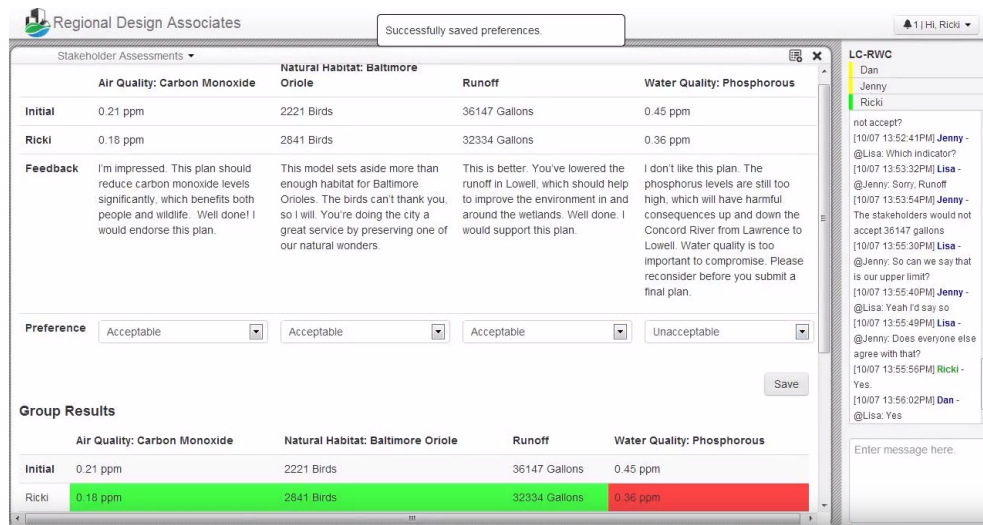 Regional Design Associates
Successfully saved preferences.
1 | Hi, Ricki
Stakeholder Assessments
Air Quality: Carbon Monoxide
Natural Habitat: Baltimore
Oriole
Runoff
Water Quality: Phosphorous
Initial 0.21 ppm 2221 Birds 36147 Gallons 0.45 ppm
Ricki 0.18 ppm 2841 Birds 32334 Gallons 0.36 ppm
Feedback
I'm impressed. This plan should
reduce carbon monoxide levels
significantly, which benefits both
people and wildlife. Well done! I
would endorse this plan.
This model sets aside more than
enough habitat for Baltimore
Orioles. The birds can't thank you,
so I will. You're doing the city a
great service by preserving one of
our natural wonders.
This is better. You've lowered the
runoff in Lowell, which should help
to improve the environment in and
around the wetlands. Well done. I
would support this plan.
I don't like this plan. The
phosphorus levels are still too
high, which will have harmful
consequences up and down the
Concord River from Lawrence to
Lowell. Water quality is too
important to compromise. Please
reconsider before you submit a
final plan.
Preference Acceptable Acceptable Acceptable Unacceptable
Save
Group Results
Air Quality: Carbon Monoxide Natural Habitat: Baltimore Oriole Runoff Water Quality: Phosphorous
Initial 0.21 ppm 2221 Birds 36147 Gallons 0.45 ppm
Ricki 0.18 ppm 2841 Birds 32334 Gallons 0.36 ppm
LC-RWC
Dan
Jenny
Ricki
not accept?
[10/07 13:52:41PM] Jenny -
@Lisa: Which indicator?
[10/07 13:53:32PM] Lisa -
@Jenny: Sorry, Runoff
[10/07 13:53:54PM] Jenny -
The stakeholders would not
accept 36147 gallons
[10/07 13:55:30PM] Lisa -
@Jenny: So can we say that
is our upper limit?
[10/07 13:55:40PM] Jenny -
@Lisa: Yeah I'd say so
[10/07 13:55:49PM] Lisa -
@Jenny: Does everyone else
agree with that?
[10/07 13:55:56PM] Ricki -
Yes.
[10/07 13:56:02PM] Dan -
@Lisa: Yes
Enter message here.